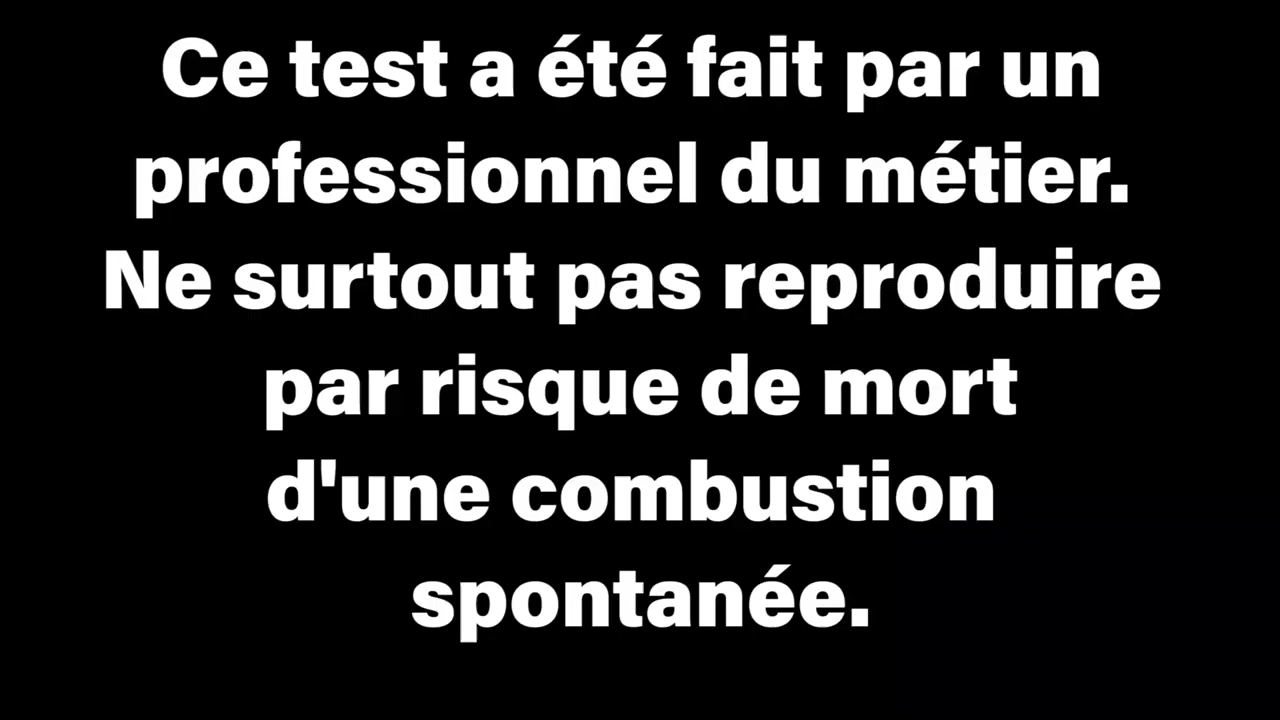 Ce test a été fait par un
professionnel du métier.
Ne surtout pas reproduire
par risque de mort
d'une combustion
spontanée.